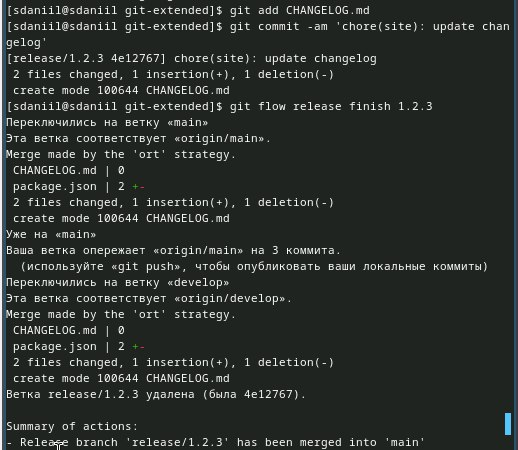 [sdaniil@sdaniil git-extended]$ git add CHANGELOG.md
[sdaniil@sdaniil git-extended]$ git commit -am 'chore(site): update chan
gelog'
[release/1.2.3 4e12767] chore(site): update changelog
 2 files changed, 1 insertion(+), 1 deletion(-)
 create mode 100644 CHANGELOG.md
[sdaniil@sdaniil git-extended]$ git flow release finish 1.2.3
Переключились на ветку «main»
Эта ветка соответствует «origin/main».
Merge made by the 'ort' strategy.
 CHANGELOG.md | 0
 package.json | 2 +-
 2 files changed, 1 insertion(+), 1 deletion(-)
 create mode 100644 CHANGELOG.md
Уже на «main»
Ваша ветка опережает «origin/main» на 3 коммита.
  (используйте «git push», чтобы опубликовать ваши локальные коммиты)
Переключились на ветку «develop»
Эта ветка соответствует «origin/develop».
Merge made by the 'ort' strategy.
 CHANGELOG.md | 0
 package.json | 2 +-
 2 files changed, 1 insertion(+), 1 deletion(-)
 create mode 100644 CHANGELOG.md
Ветка release/1.2.3 удалена (была 4e12767).

Summary of actions:
- Release branch 'release/1.2.3' has been merged into 'main'